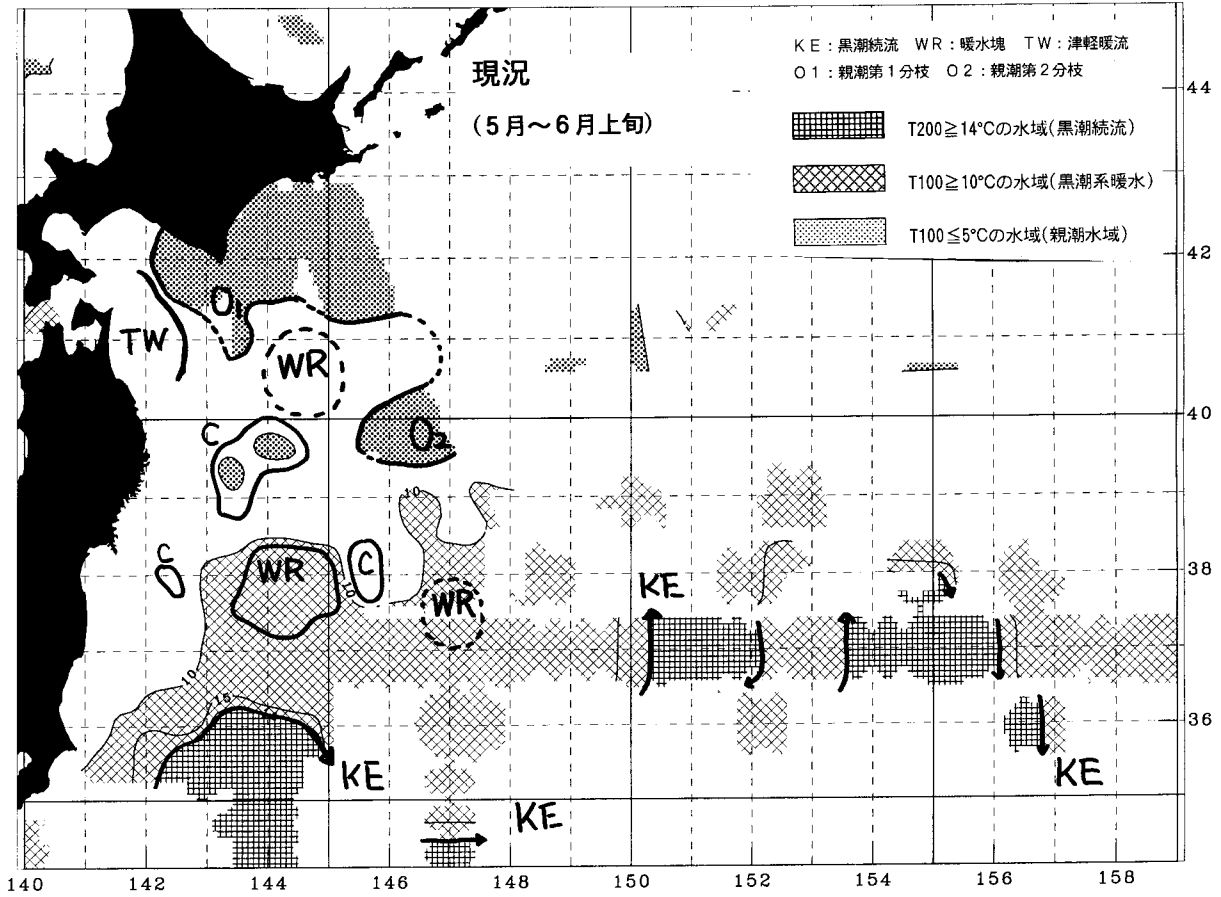 現況
(5月~6月上旬)
KE:黒潮続流 WR:暖水塊 TW:津軽暖流
O1:親潮第1分枝 O2:親潮第2分枝
T200≧14℃の水域(黒潮続流)
T100≧10℃の水域(黒潮系暖水)
T100≦5℃の水域(親潮水域)
44
42
O1
TW
WR
40
C
O2
10
C
WR
10
C
WR
KE
38
10
15
KE
36
KE
KE
140 142 144 146 148 150 152 154 156 158